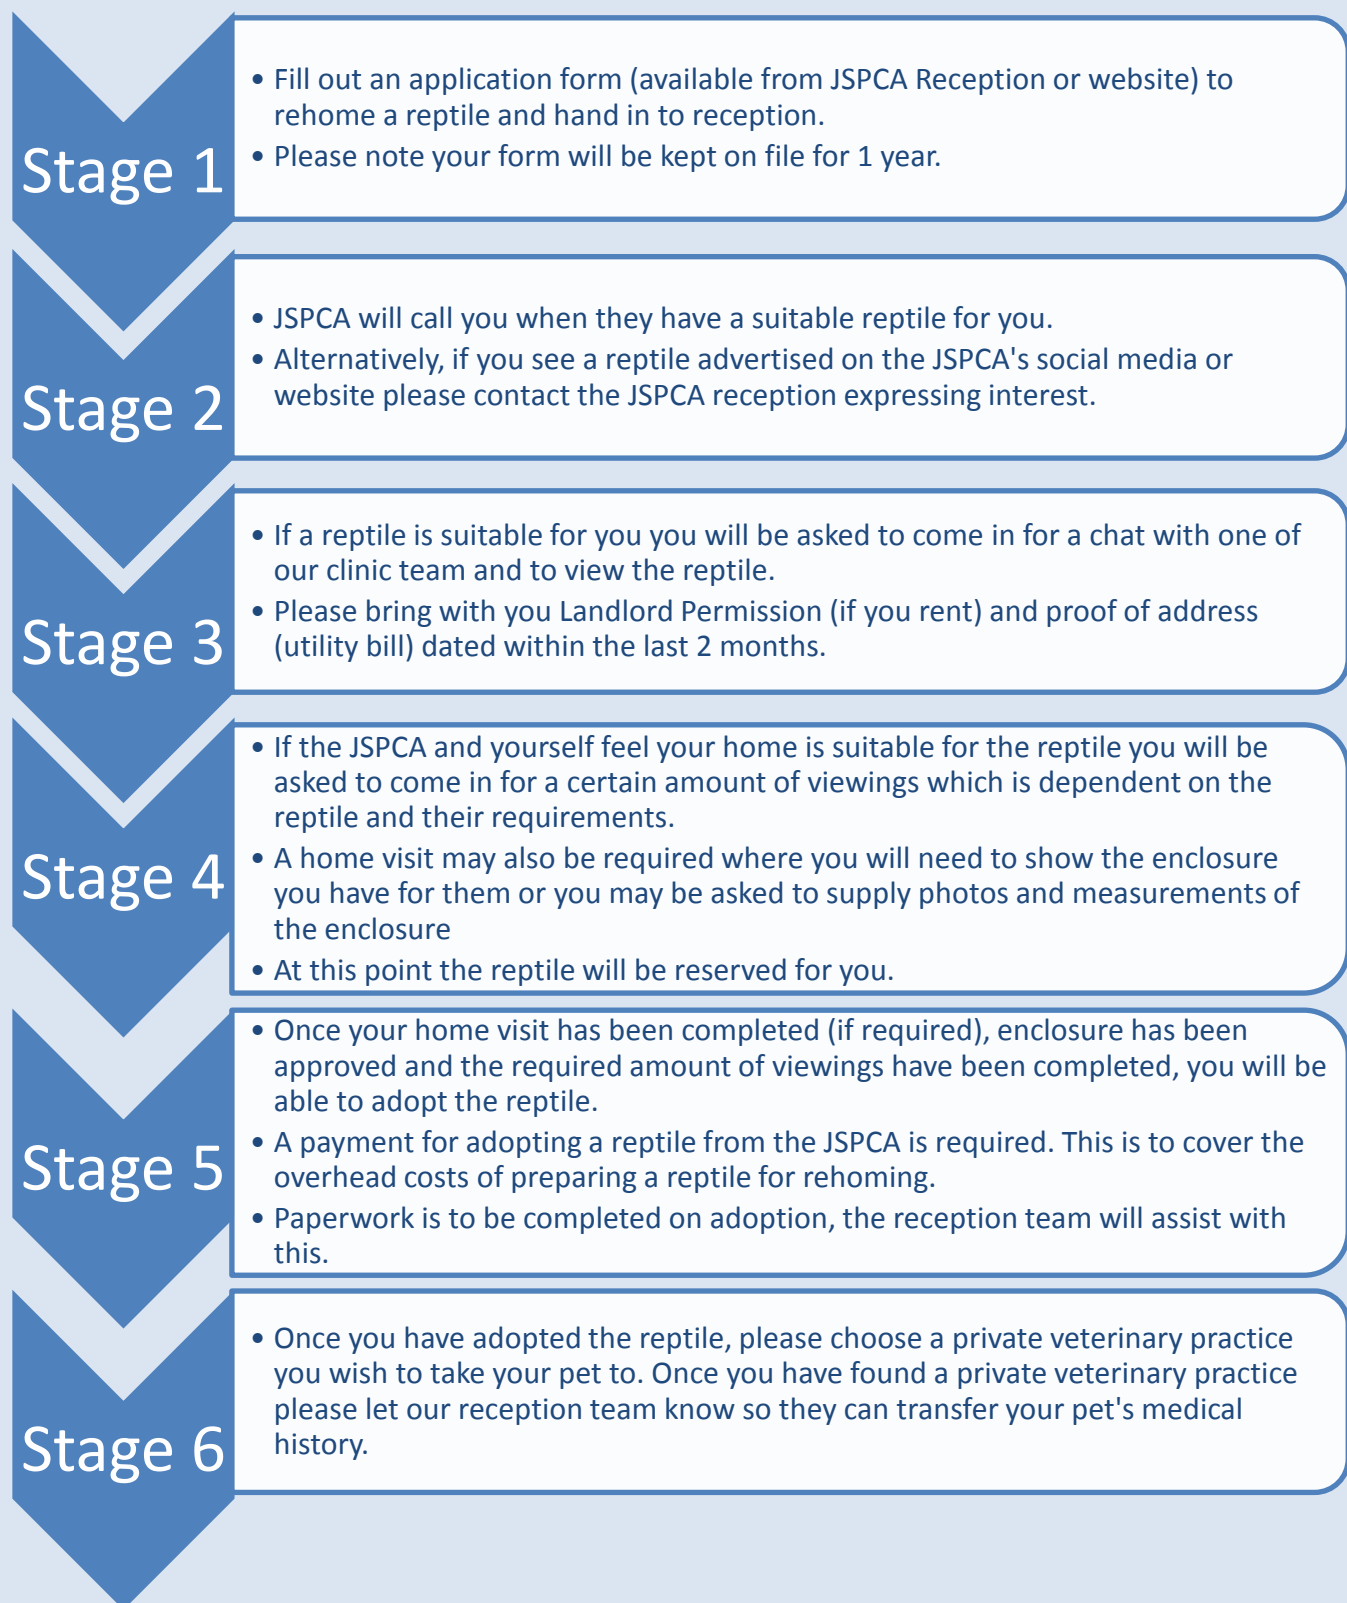 Stage 1
• Fill out an application form (available from JSPCA Reception or website) to
rehome a reptile and hand in to reception.
• Please note your form will be kept on file for 1 year.
Stage 2
• JSPCA will call you when they have a suitable reptile for you.
• Alternatively, if you see a reptile advertised on the JSPCA's social media or
website please contact the JSPCA reception expressing interest.
Stage 3
• If a reptile is suitable for you you will be asked to come in for a chat with one of
our clinic team and to view the reptile.
• Please bring with you Landlord Permission (if you rent) and proof of address
(utility bill) dated within the last 2 months.
Stage 4
• If the JSPCA and yourself feel your home is suitable for the reptile you will be
asked to come in for a certain amount of viewings which is dependent on the
reptile and their requirements.
• A home visit may also be required where you will need to show the enclosure
you have for them or you may be asked to supply photos and measurements of
the enclosure
• At this point the reptile will be reserved for you.
Stage 5
• Once your home visit has been completed (if required), enclosure has been
approved and the required amount of viewings have been completed, you will be
able to adopt the reptile.
• A payment for adopting a reptile from the JSPCA is required. This is to cover the
overhead costs of preparing a reptile for rehoming.
• Paperwork is to be completed on adoption, the reception team will assist with
this.
Stage 6
• Once you have adopted the reptile, please choose a private veterinary practice
you wish to take your pet to. Once you have found a private veterinary practice
please let our reception team know so they can transfer your pet's medical
history.